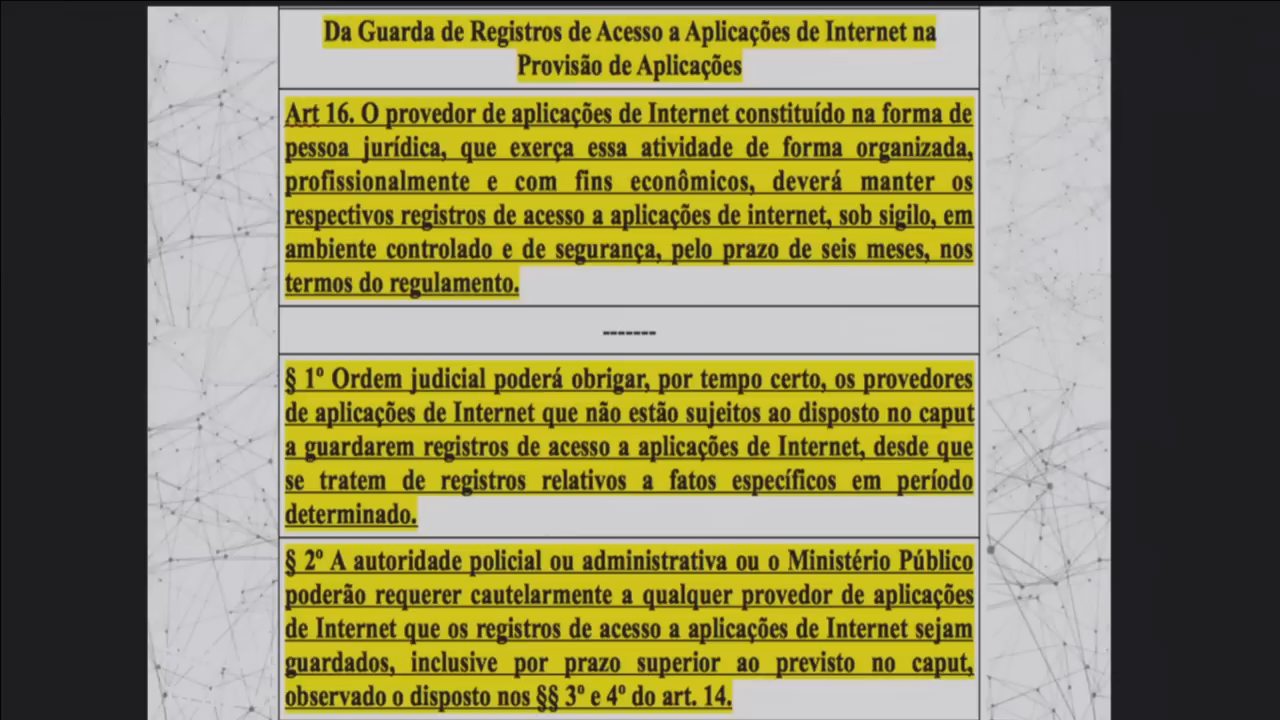 Da Guarda de Registros de Acesso a Aplicações de Internet na
Provisão de Aplicações
Art 16. O provedor de aplicações de Internet constituído na forma de
pessoa jurídica, que exerça essa atividade de forma organizada,
profissionalmente e com fins econômicos, deverá manter os
respectivos registros de acesso a aplicações de internet, sob sigilo, em
ambiente controlado e de segurança, pelo prazo de seis meses, nos
termos do regulamento.
-------
§ 1º Ordem judicial poderá obrigar, por tempo certo, os provedores
de aplicações de Internet que não estão sujeitos ao disposto no caput
a guardarem registros de acesso a aplicações de Internet, desde que
se tratem de registros relativos a fatos específicos em período
determinado.
§ 2º A autoridade policial ou administrativa ou o Ministério Público
poderão requerer cautelarmente a qualquer provedor de aplicações
de Internet que os registros de acesso a aplicações de Internet sejam
guardados, inclusive por prazo superior ao previsto no caput,
observado o disposto nos §§ 3º e 4º do art. 14.